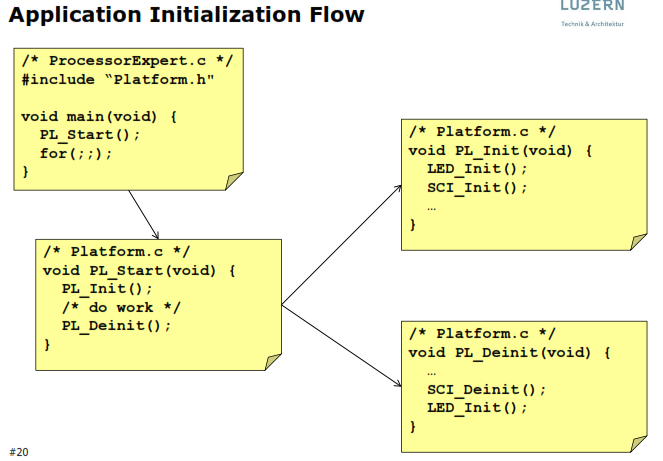 Application Initialization Flow
LUZERN
Technik & Architektur
/* ProcessorExpert.c */
#include “Platform.h"
void main(void) {
PL_Start();
for(;;);
}
/* Platform.c */
void PL_Start(void) {
PL_Init();
/* do work */
PL_Deinit();
}
/* Platform.c */
void PL_Init(void) {
LED_Init();
SCI_Init();
…
}
/* Platform.c */
void PL_Deinit(void) {
…
SCI_Deinit();
LED_Init();
}
#20